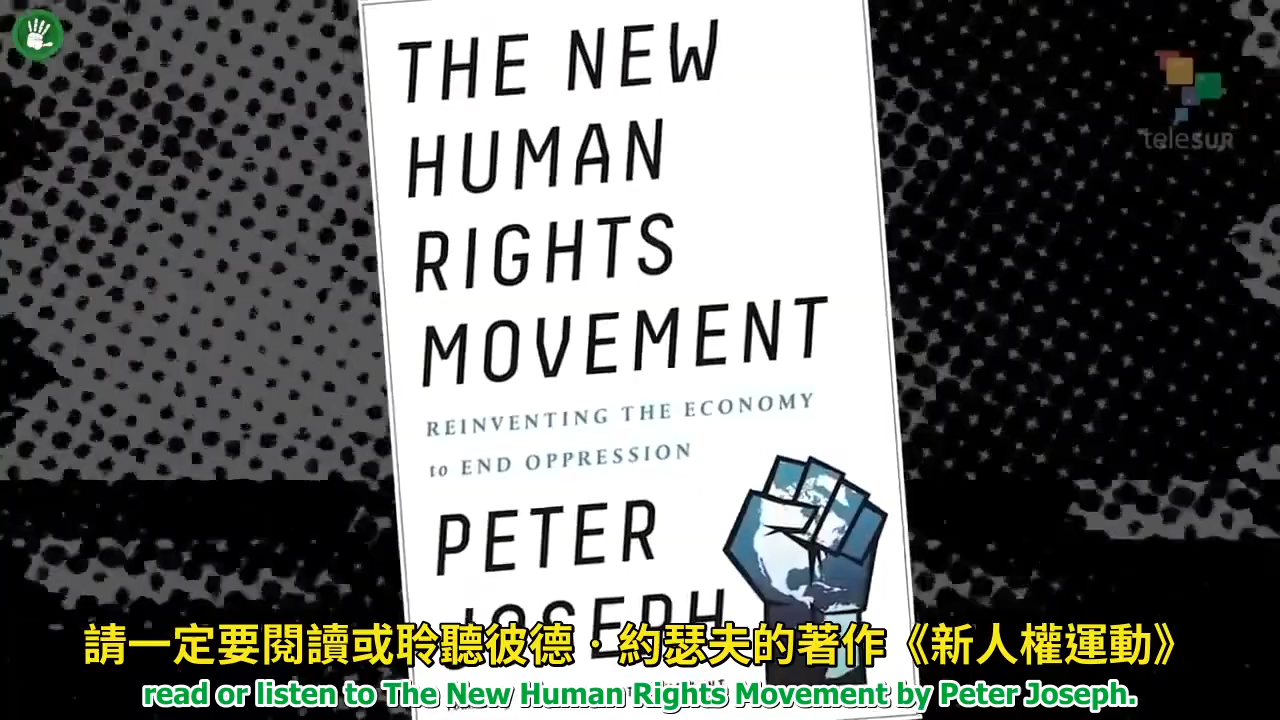 THE NEW
HUMAN
RIGHTS
MOVEMENT
REINVENTING THE ECONOMY
to END OPPRESSION
PETER
JOSEPH
teleSUR
請一定要閱讀或聆聽彼德·約瑟夫的著作《新人權運動》
read or listen to The New Human Rights Movement by Peter Joseph.